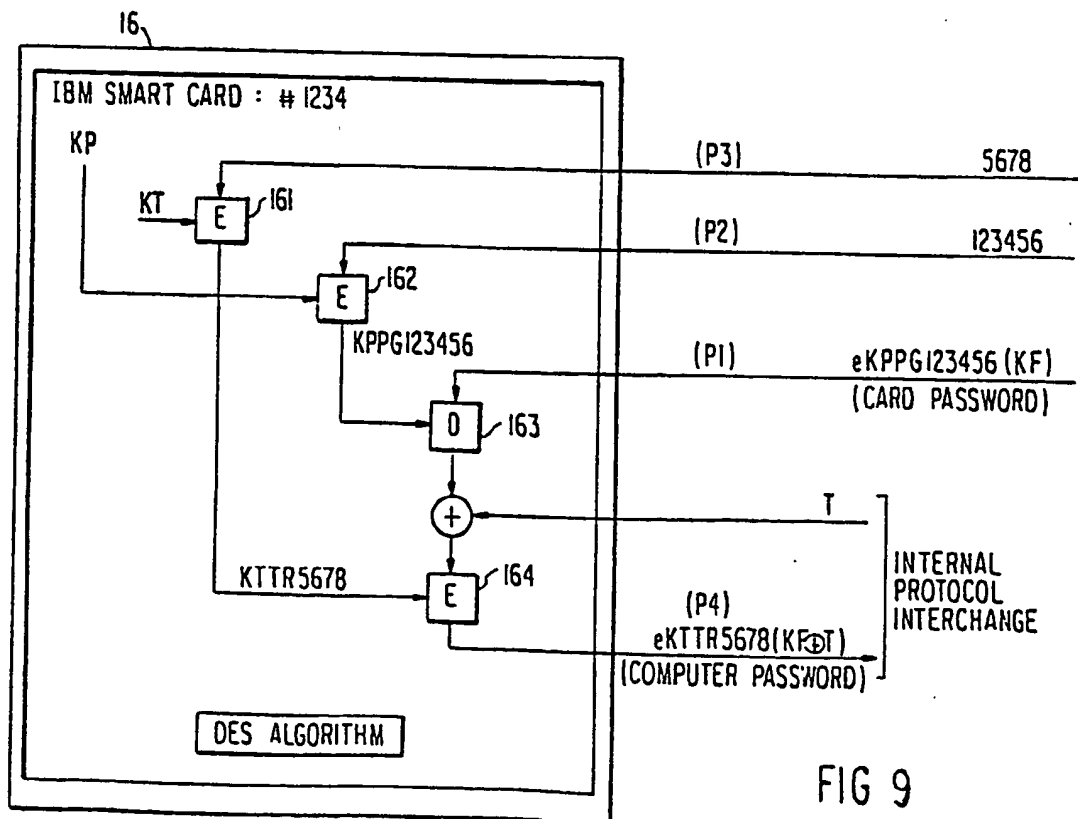 16
IBM SMART CARD : # 1234
KP
(P3) 5678
KT
E
161
(P2) 123456
E
162
KPPG123456
(P1) eKPPG123456 (KF)
(CARD PASSWORD)
D
163
+
T
KTTR5678
E
164
INTERNAL
PROTOCOL
INTERCHANGE
(P4)
eKTTR5678(KF⊕T)
(COMPUTER PASSWORD)
DES ALGORITHM
FIG 9